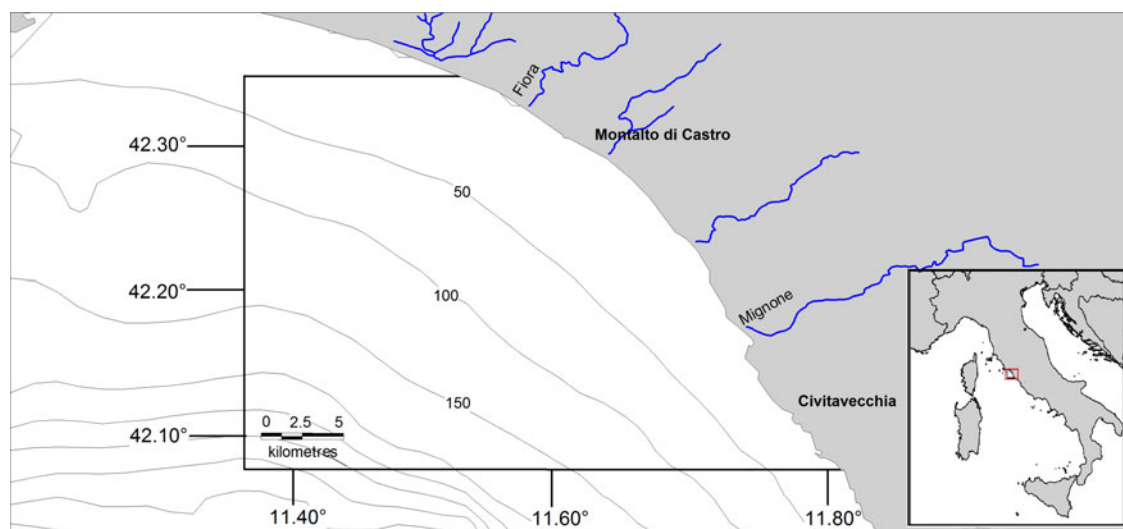 Fiora
Montalto di Castro
42.30°
50
42.20°
100
Mignone
Civitavecchia
150
0 2.5 5
kilometres
42.10°
11.40°
11.60°
11.80°